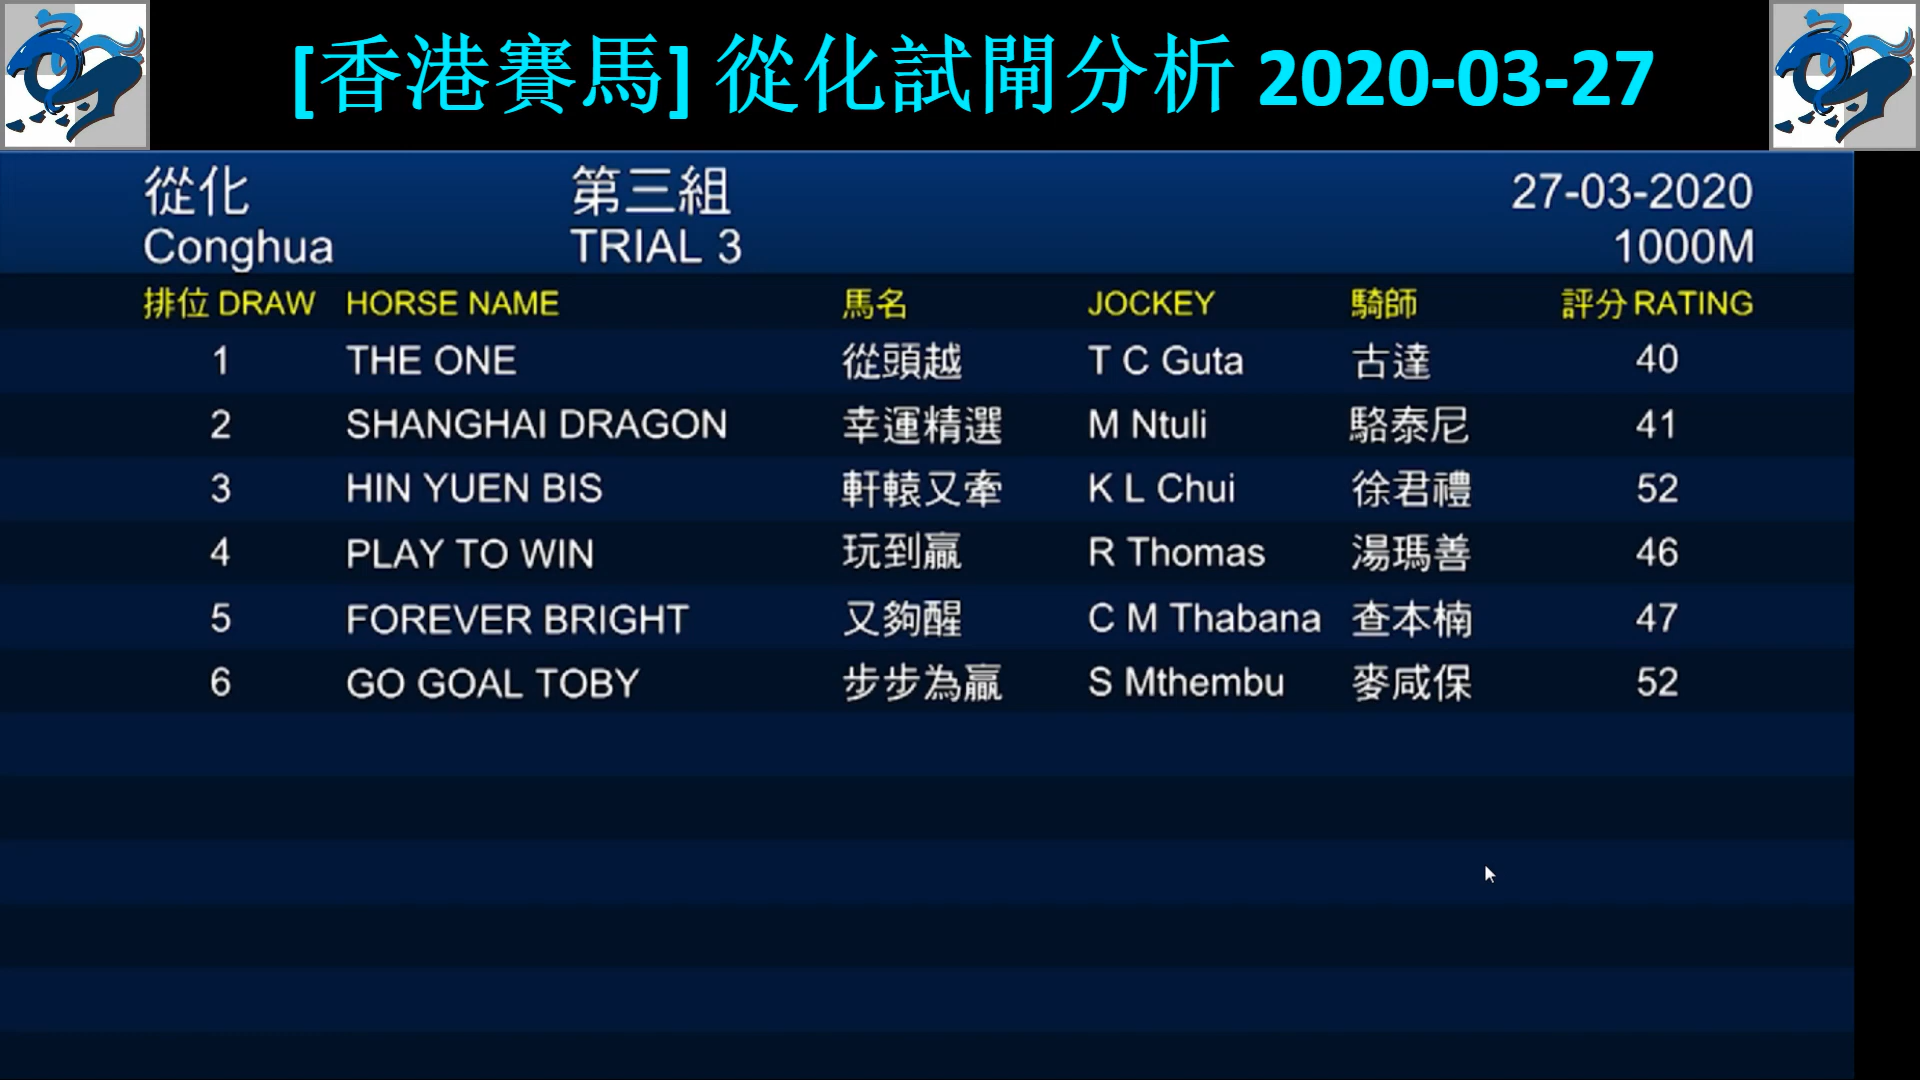 [香港賽馬] 從化試閘分析 2020-03-27
從化 第三組 27-03-2020
Conghua TRIAL 3 1000M
排位 DRAW HORSE NAME 馬名 JOCKEY 騎師 評分 RATING
1 THE ONE 從頭越 T C Guta 古達 40
2 SHANGHAI DRAGON 幸運精選 M Ntuli 駱泰尼 41
3 HIN YUEN BIS 軒轅又牽 K L Chui 徐君禮 52
4 PLAY TO WIN 玩到贏 R Thomas 湯瑪善 46
5 FOREVER BRIGHT 又夠醒 C M Thabana 查本楠 47
6 GO GOAL TOBY 步步為贏 S Mthembu 麥咸保 52